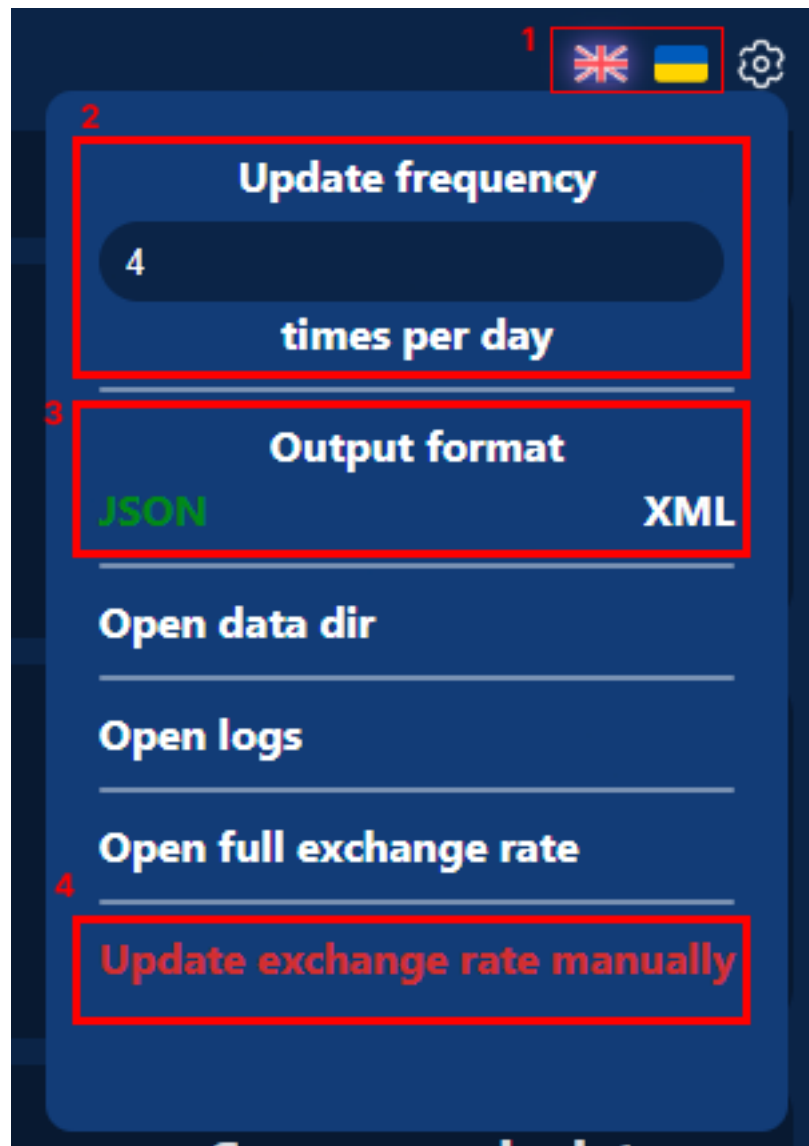 1
2
Update frequency
4
times per day
3
Output format
JSON XML
Open data dir
Open logs
Open full exchange rate
4
Update exchange rate manually